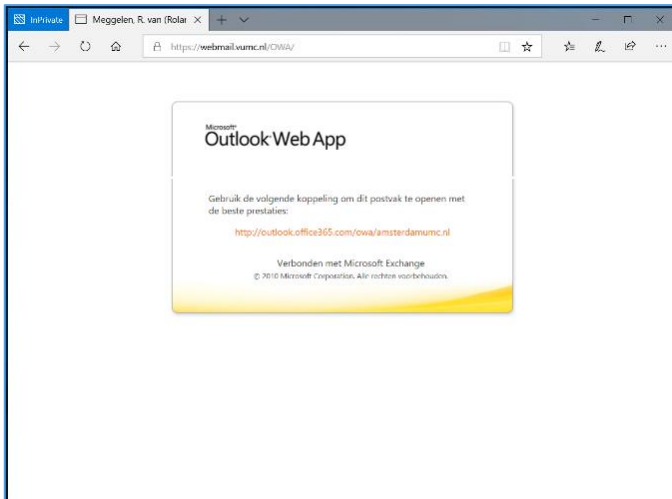 InPrivate
Meggelen, R. van (Rolar
https://webmail.vumc.nl/OWA/
Microsoft®
Outlook Web App
Gebruik de volgende koppeling om dit postvak te openen met
de beste prestaties:
http://outlook.office365.com/owa/amsterdamumc.nl
Verbonden met Microsoft Exchange
© 2010 Microsoft Corporation. Alle rechten voorbehouden.